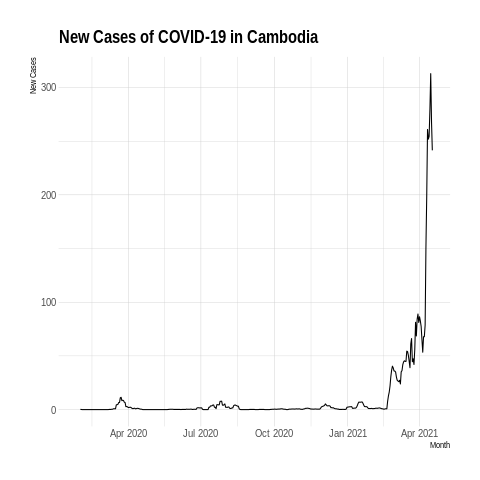 New Cases of COVID-19 in Cambodia
New Cases
300
200
100
0
Apr 2020 Jul 2020 Oct 2020 Jan 2021 Apr 2021
Month